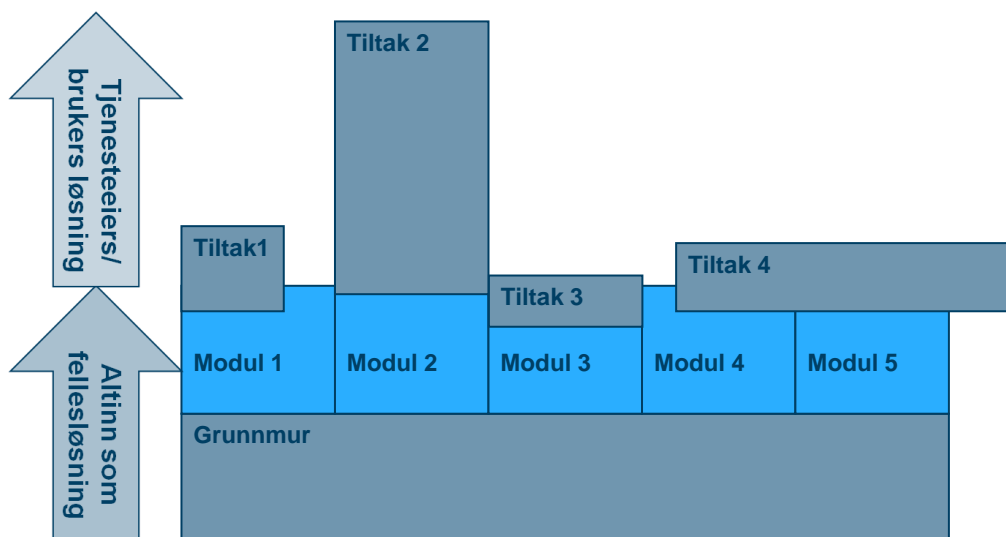 Tjenesteeiers/
brukers løsning
Tiltak 2
Tiltak1
Tiltak 4
Tiltak 3
Modul 1
Modul 2
Modul 3
Modul 4
Modul 5
Altinn som
fellesløsning
Grunnmur